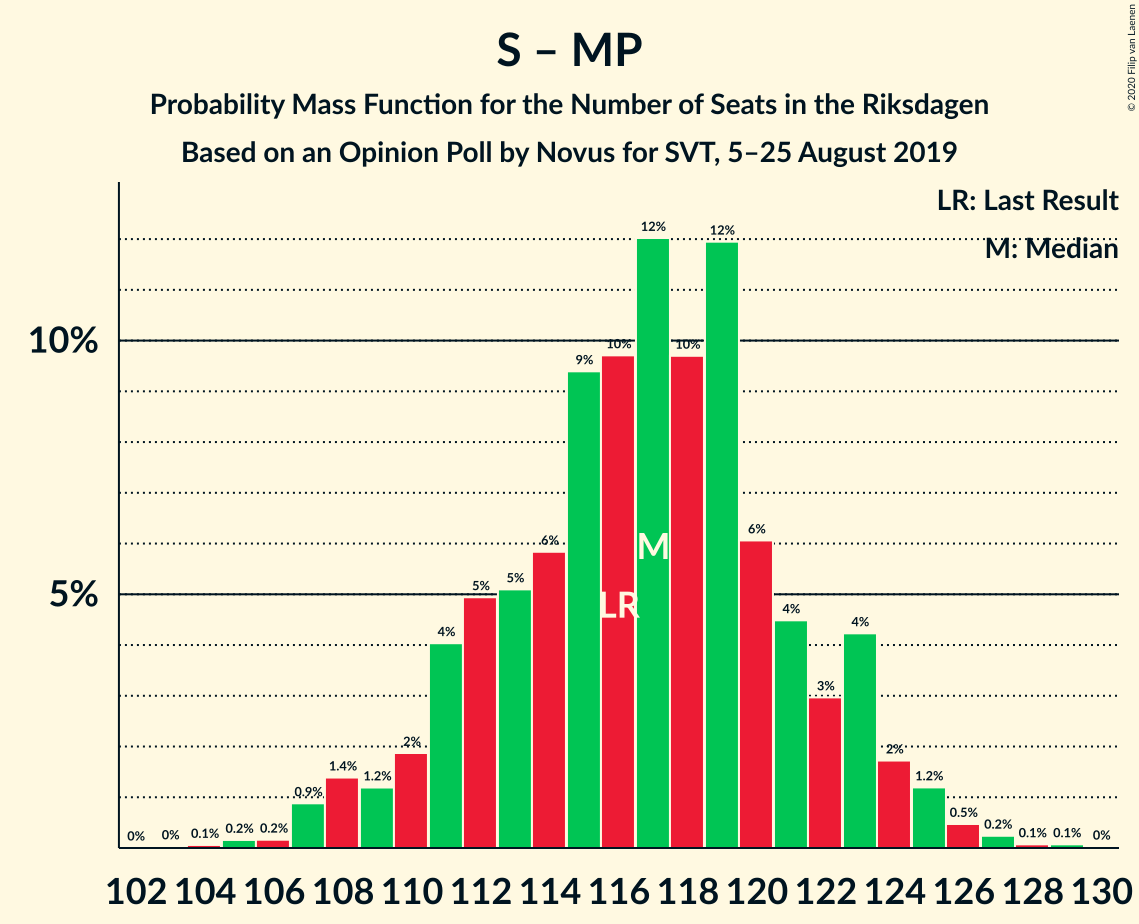 S – MP
Probability Mass Function for the Number of Seats in the Riksdagen
Based on an Opinion Poll by Novus for SVT, 5–25 August 2019
© 2020 Filip van Laenen
LR: Last Result
M: Median
10%
5%
0% 0% 0.1% 0.2% 0.2% 0.9% 1.4% 1.2% 2% 4% 5% 5% 6% 9% 10% 12% 10% 12% 6% 4% 3% 4% 2% 1.2% 0.5% 0.2% 0.1% 0.1% 0%
M
LR
102 104 106 108 110 112 114 116 118 120 122 124 126 128 130